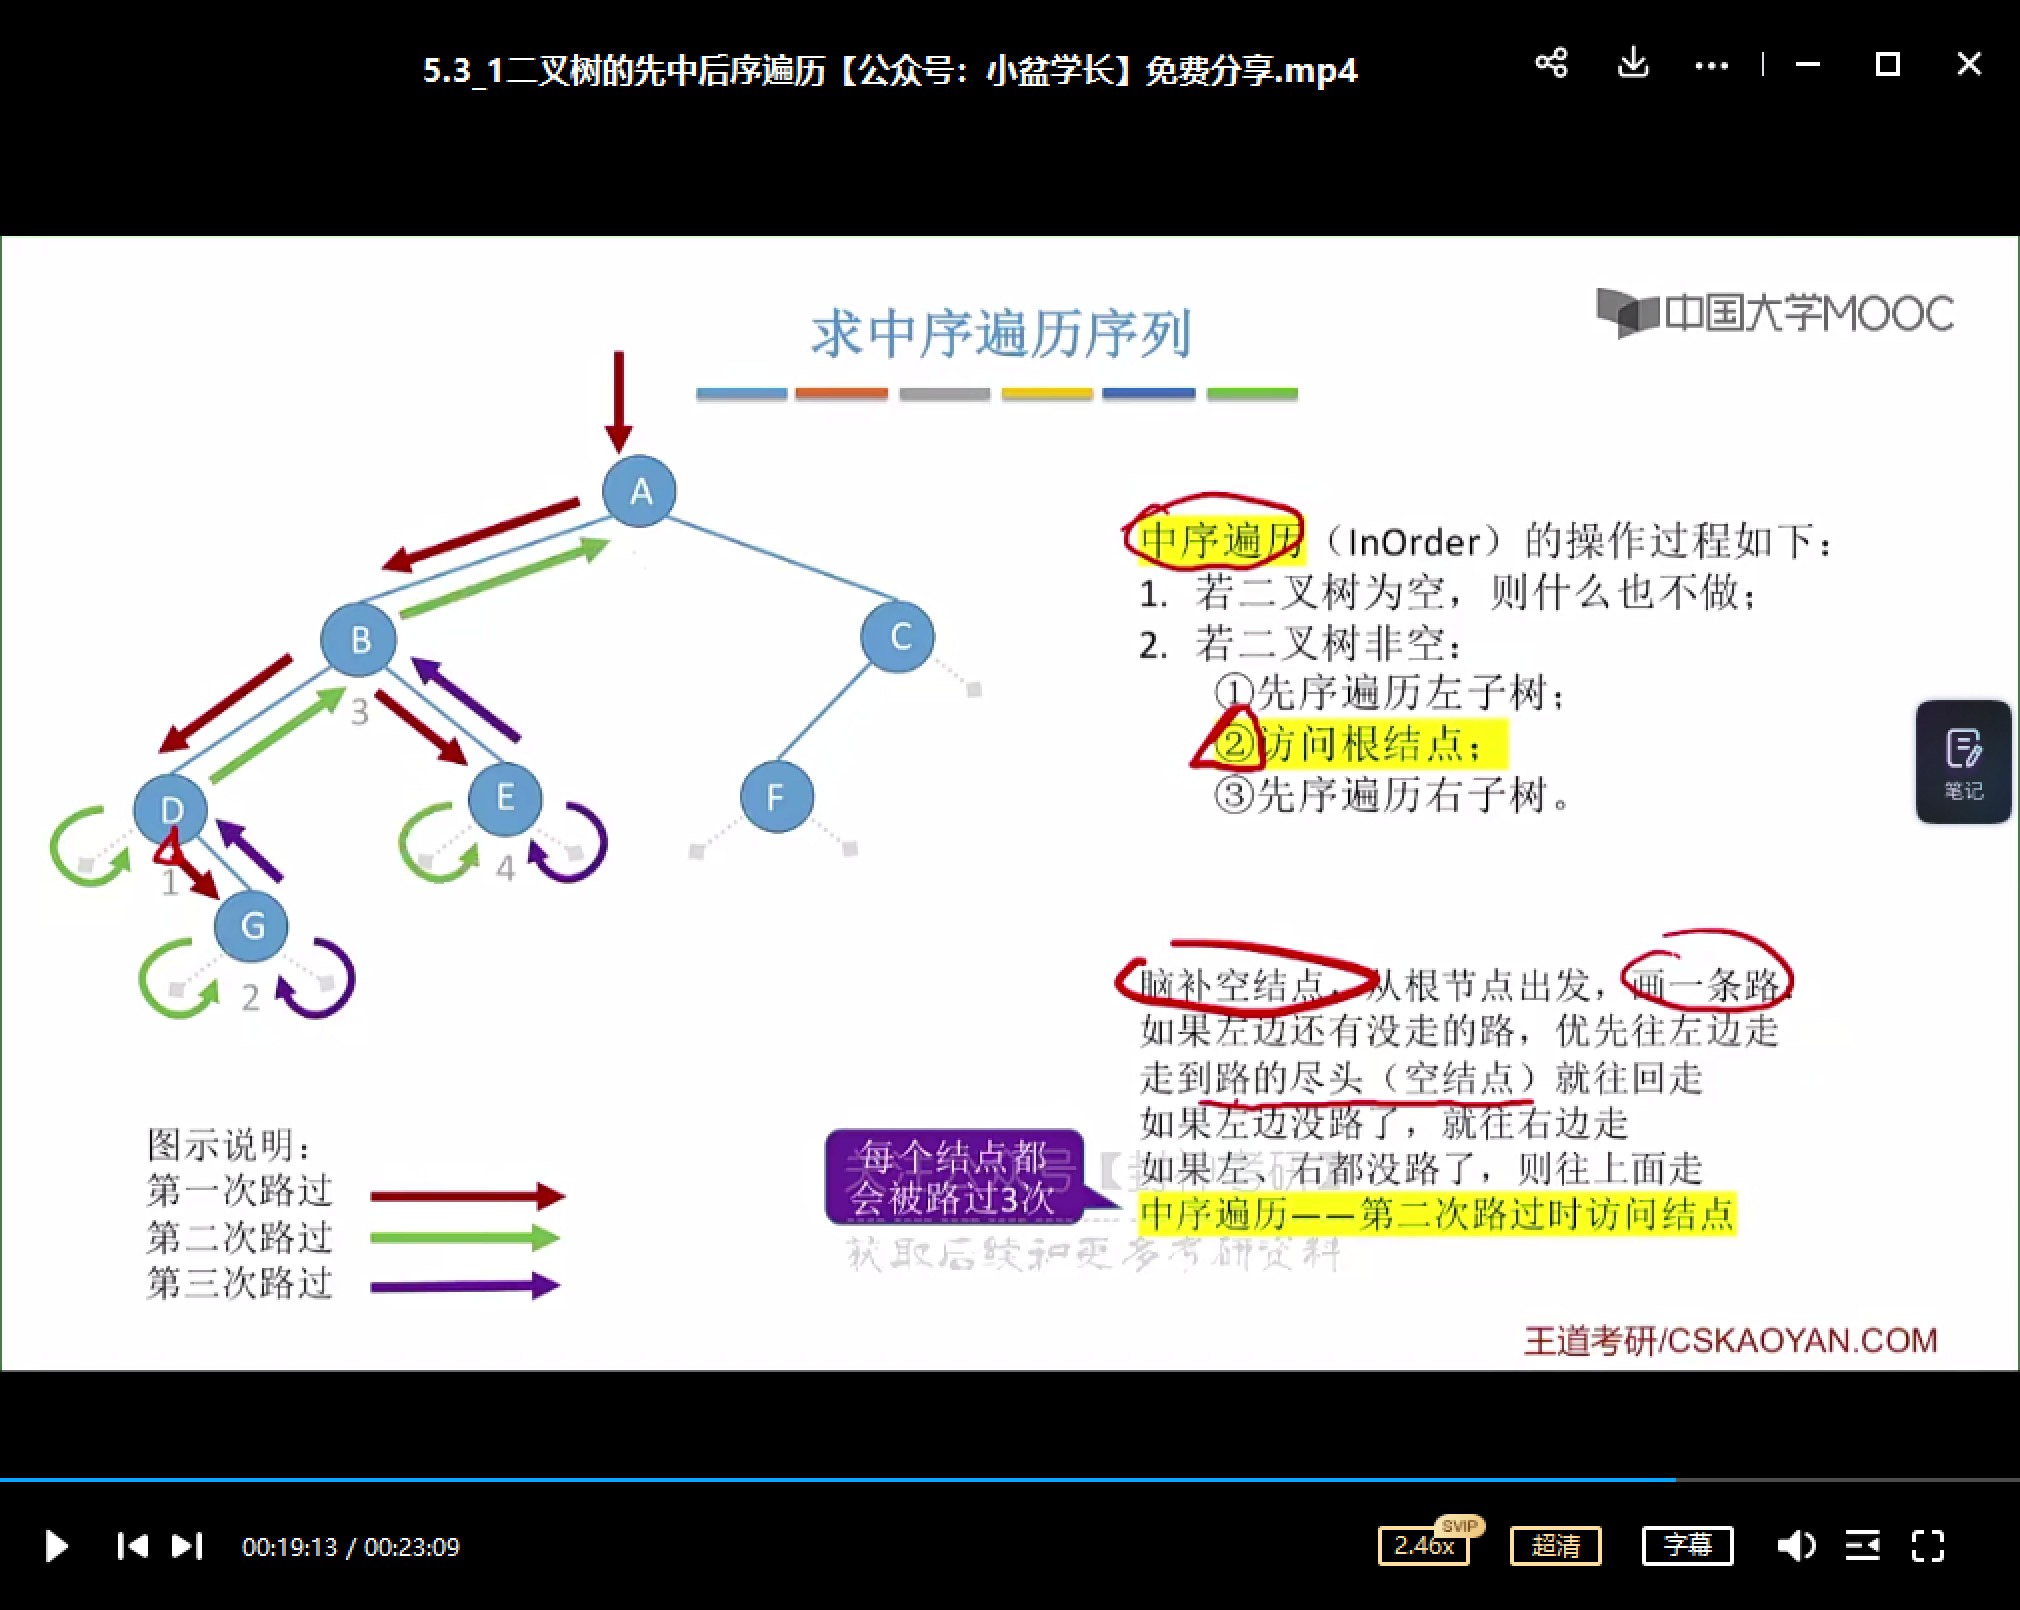 5.3_1二叉树的先中后序遍历【公众号：小盆学长】免费分享.mp4
中国大学MOOC
求中序遍历序列
A
B
C
3
D
E
F
1
4
G
2
中序遍历（InOrder）的操作过程如下：
1. 若二叉树为空，则什么也不做；
2. 若二叉树非空：
①先序遍历左子树；
②访问根结点；
③先序遍历右子树。
笔记
脑补空结点，从根节点出发，画一条路：
如果左边还有没走的路，优先往左边走
走到路的尽头（空结点）就往回走
如果左边没路了，就往右边走
如果左、右都没路了，则往上面走
中序遍历——第二次路过时访问结点
每个结点都
会被路过3次
获取后续和更多考研资料
图示说明：
第一次路过
第二次路过
第三次路过
王道考研/CSKAOYAN.COM
00:19:13 / 00:23:09
2.46x
SVIP
超清
字幕